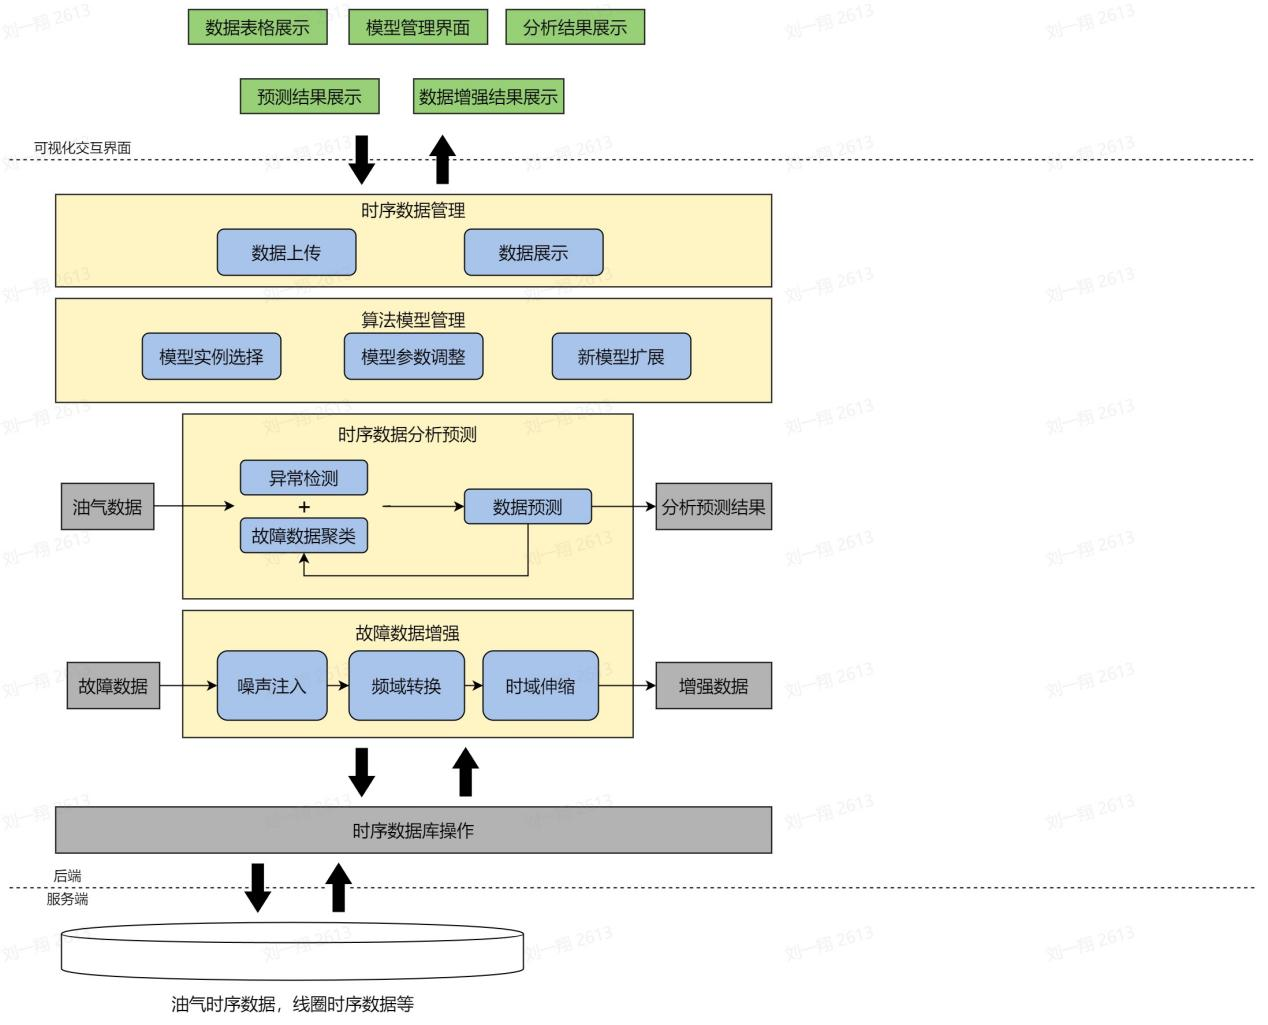 数据表格展示
模型管理界面
分析结果展示
预测结果展示
数据增强结果展示
可视化交互界面
时序数据管理
数据上传
数据展示
算法模型管理
模型实例选择
模型参数调整
新模型扩展
时序数据分析预测
异常检测
+
故障数据聚类
油气数据
数据预测
分析预测结果
故障数据增强
故障数据
噪声注入
频域转换
时域伸缩
增强数据
时序数据库操作
后端
服务端
油气时序数据，线圈时序数据等
刘一翔 2613